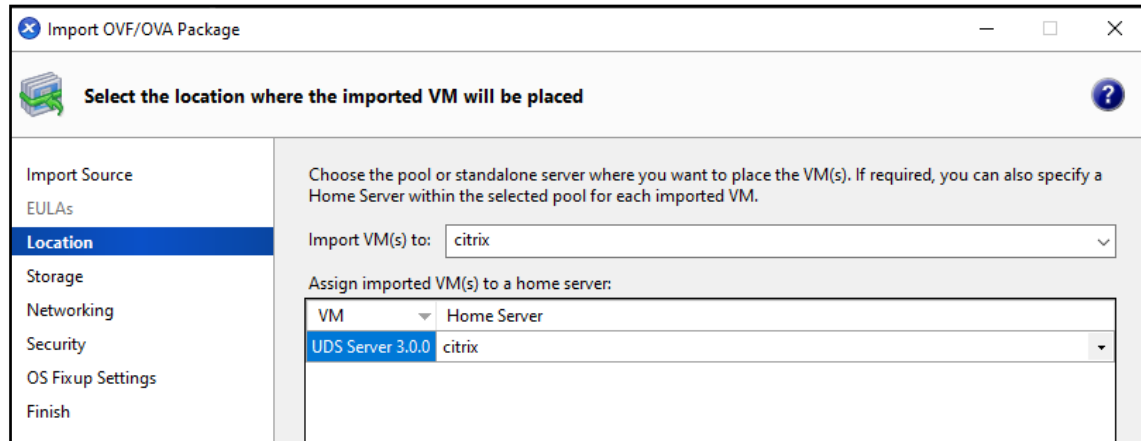 Import OVF/OVA Package
Select the location where the imported VM will be placed
?
Import Source
EULAs
Location
Storage
Networking
Security
OS Fixup Settings
Finish
Choose the pool or standalone server where you want to place the VM(s). If required, you can also specify a
Home Server within the selected pool for each imported VM.
Import VM(s) to: citrix
Assign imported VM(s) to a home server:
VM Home Server
UDS Server 3.0.0 citrix